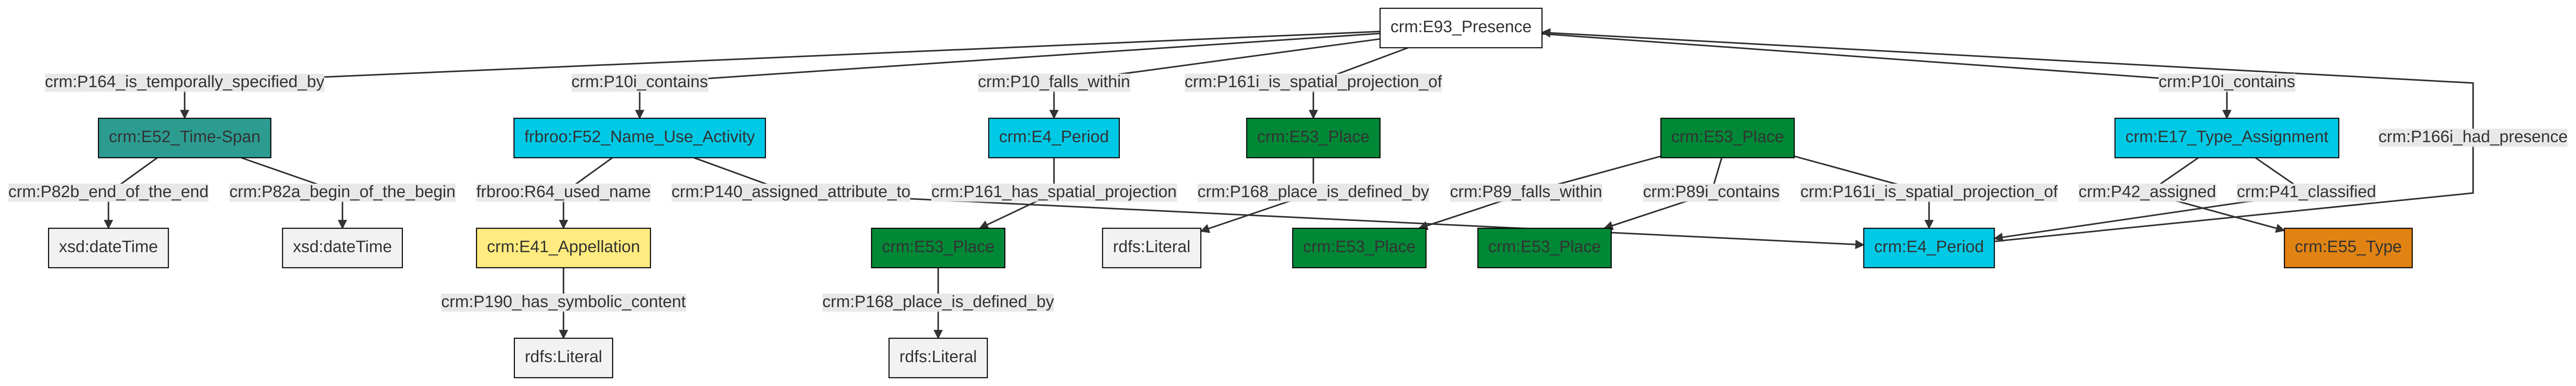 crm:E93_Presence
crm:P164_is_temporally_specified_by
crm:P10i_contains
crm:P10_falls_within
crm:P161i_is_spatial_projection_of
crm:P10i_contains
crm:E52_Time-Span
frbroo:F52_Name_Use_Activity
crm:E4_Period
crm:E53_Place
crm:E53_Place
crm:E17_Type_Assignment
crm:P166i_had_presence
crm:P82b_end_of_the_end
crm:P82a_begin_of_the_begin
frbroo:R64_used_name
crm:P140_assigned_attribute_to
crm:P161_has_spatial_projection
crm:P168_place_is_defined_by
crm:P89_falls_within
crm:P89i_contains
crm:P161i_is_spatial_projection_of
crm:P42_assigned
crm:P41_classified
xsd:dateTime
xsd:dateTime
crm:E41_Appellation
crm:E53_Place
rdfs:Literal
crm:E53_Place
crm:E53_Place
crm:E4_Period
crm:E55_Type
crm:P190_has_symbolic_content
crm:P168_place_is_defined_by
rdfs:Literal
rdfs:Literal